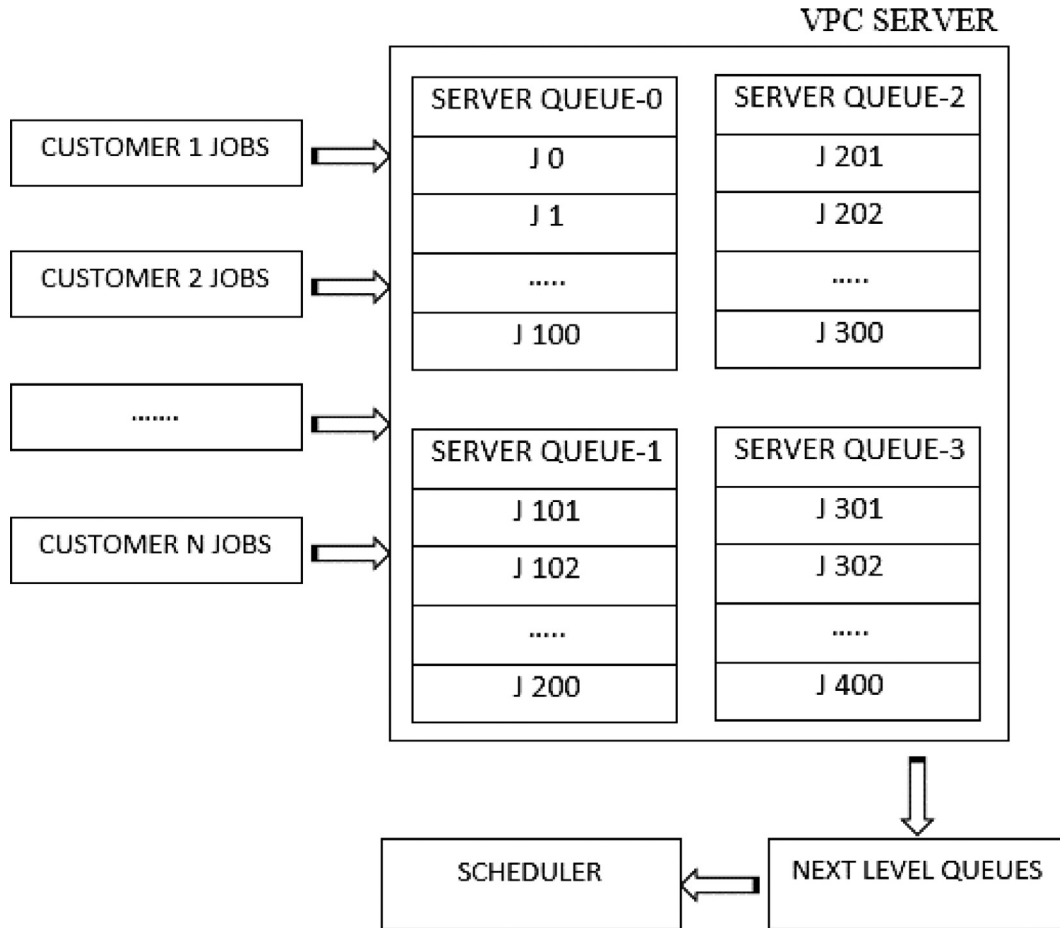 VPC SERVER
CUSTOMER 1 JOBS
CUSTOMER 2 JOBS
.......
CUSTOMER N JOBS
SERVER QUEUE-0
J 0
J 1
.....
J 100
SERVER QUEUE-1
J 101
J 102
.....
J 200
SERVER QUEUE-2
J 201
J 202
.....
J 300
SERVER QUEUE-3
J 301
J 302
.....
J 400
SCHEDULER
NEXT LEVEL QUEUES